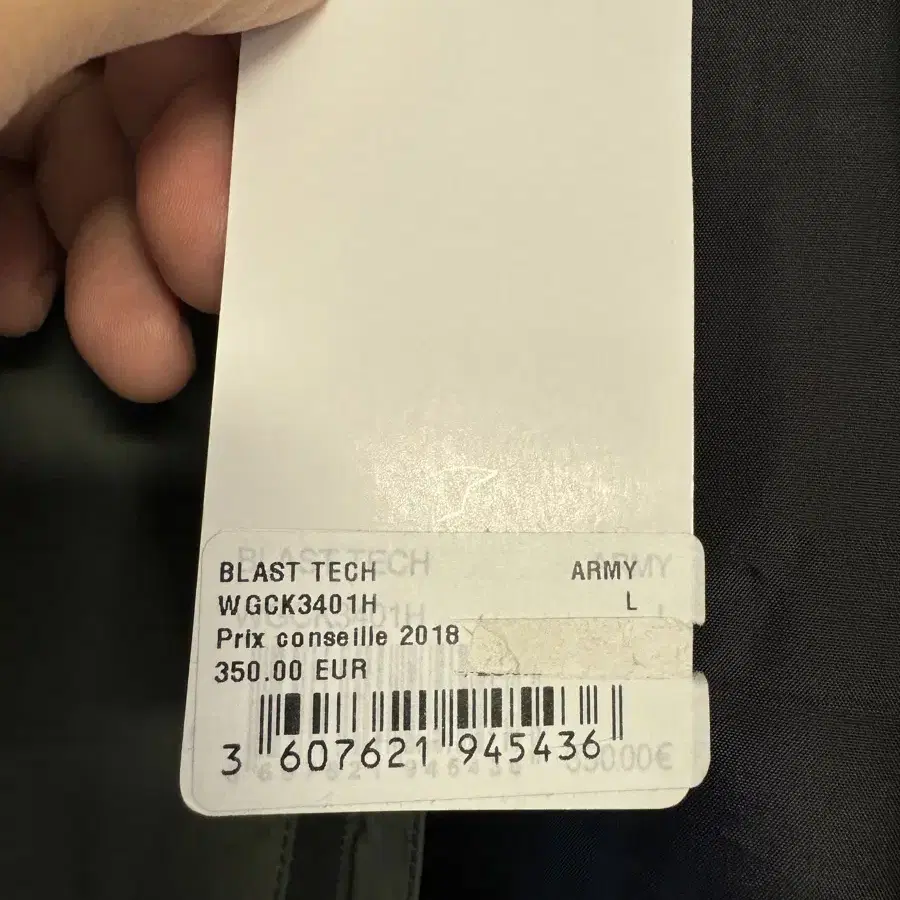 BLAST TECH ARMY
WGCK3401H L
Prix conseille 2018
350.00 EUR
3 607621 945436